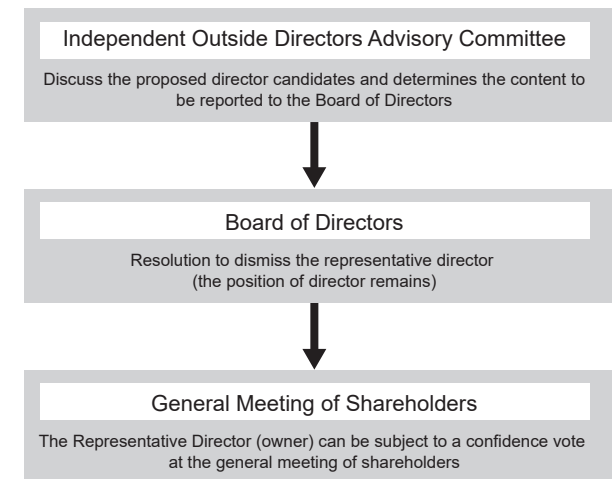 Independent Outside Directors Advisory Committee
Discuss the proposed director candidates and determines the content to
be reported to the Board of Directors
Board of Directors
Resolution to dismiss the representative director
(the position of director remains)
General Meeting of Shareholders
The Representative Director (owner) can be subject to a confidence vote
at the general meeting of shareholders